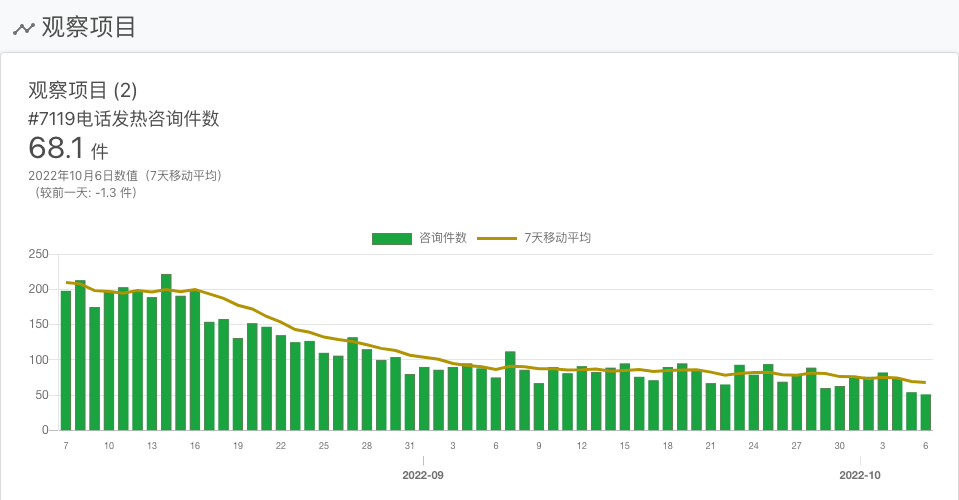 观察项目
观察项目 (2)
#7119电话发热咨询件数
68.1 件
2022年10月6日数值（7天移动平均）
（较前一天: -1.3 件）
咨询件数 7天移动平均
250
200
150
100
50
0
7 10 13 16 19 22 25 28 31 3 6 9 12 15 18 21 24 27 30 3 6
2022-09 2022-10